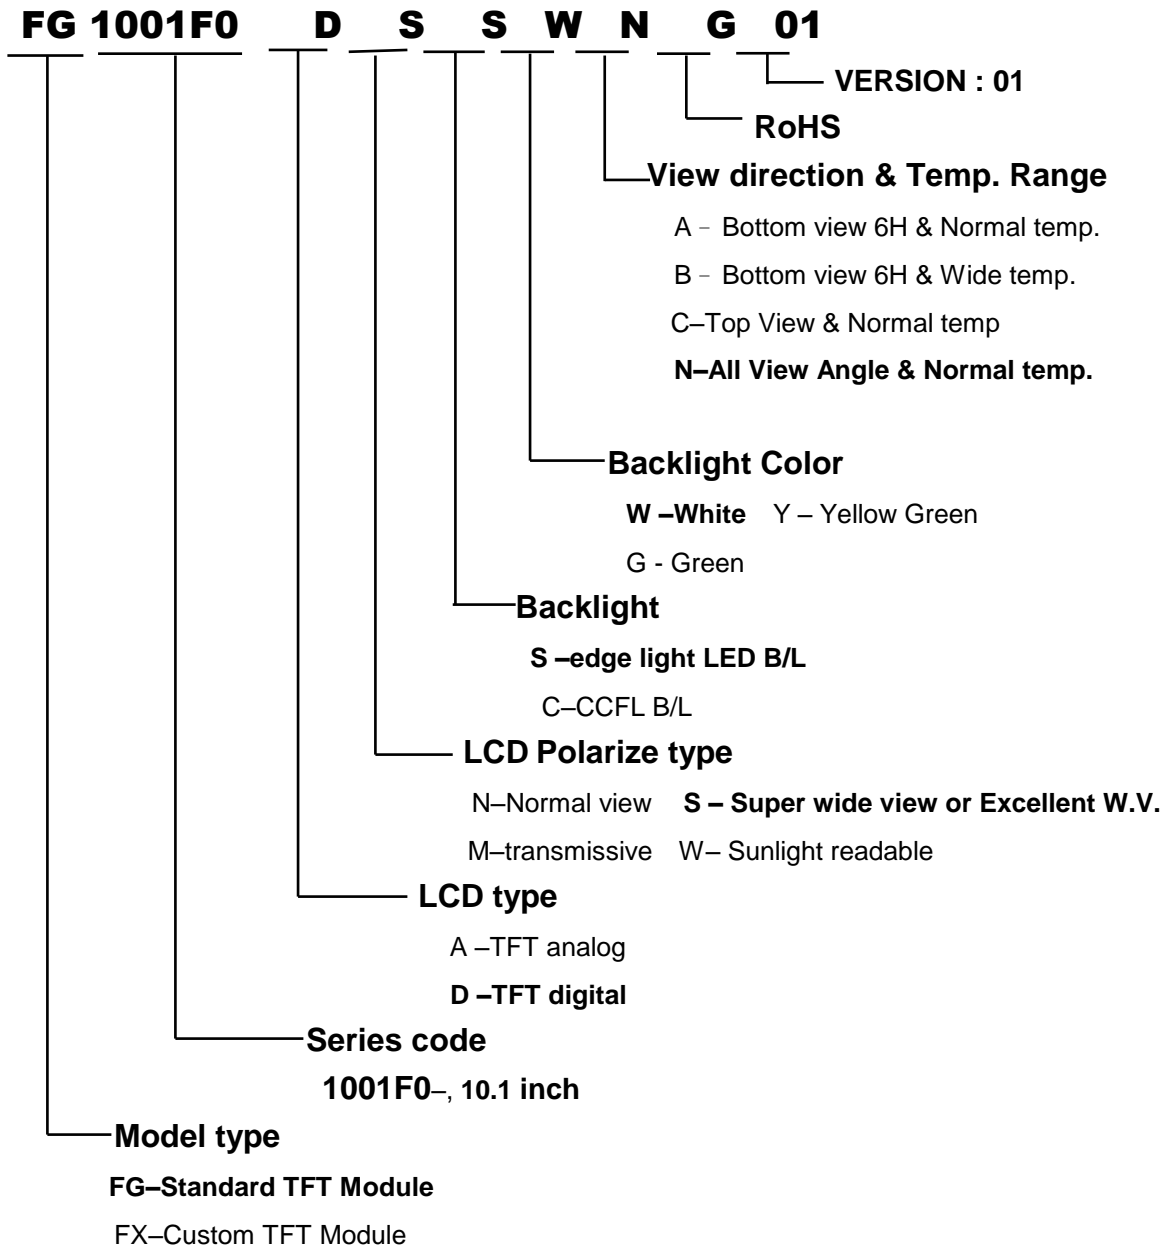 FG 1001F0 D S S W N G 01
VERSION : 01
RoHS
View direction & Temp. Range
A - Bottom view 6H & Normal temp.
B - Bottom view 6H & Wide temp.
C–Top View & Normal temp
N–All View Angle & Normal temp.
Backlight Color
W –White Y – Yellow Green
G - Green
Backlight
S –edge light LED B/L
C–CCFL B/L
LCD Polarize type
N–Normal view S – Super wide view or Excellent W.V.
M–transmissive W– Sunlight readable
LCD type
A –TFT analog
D –TFT digital
Series code
1001F0–, 10.1 inch
Model type
FG–Standard TFT Module
FX–Custom TFT Module